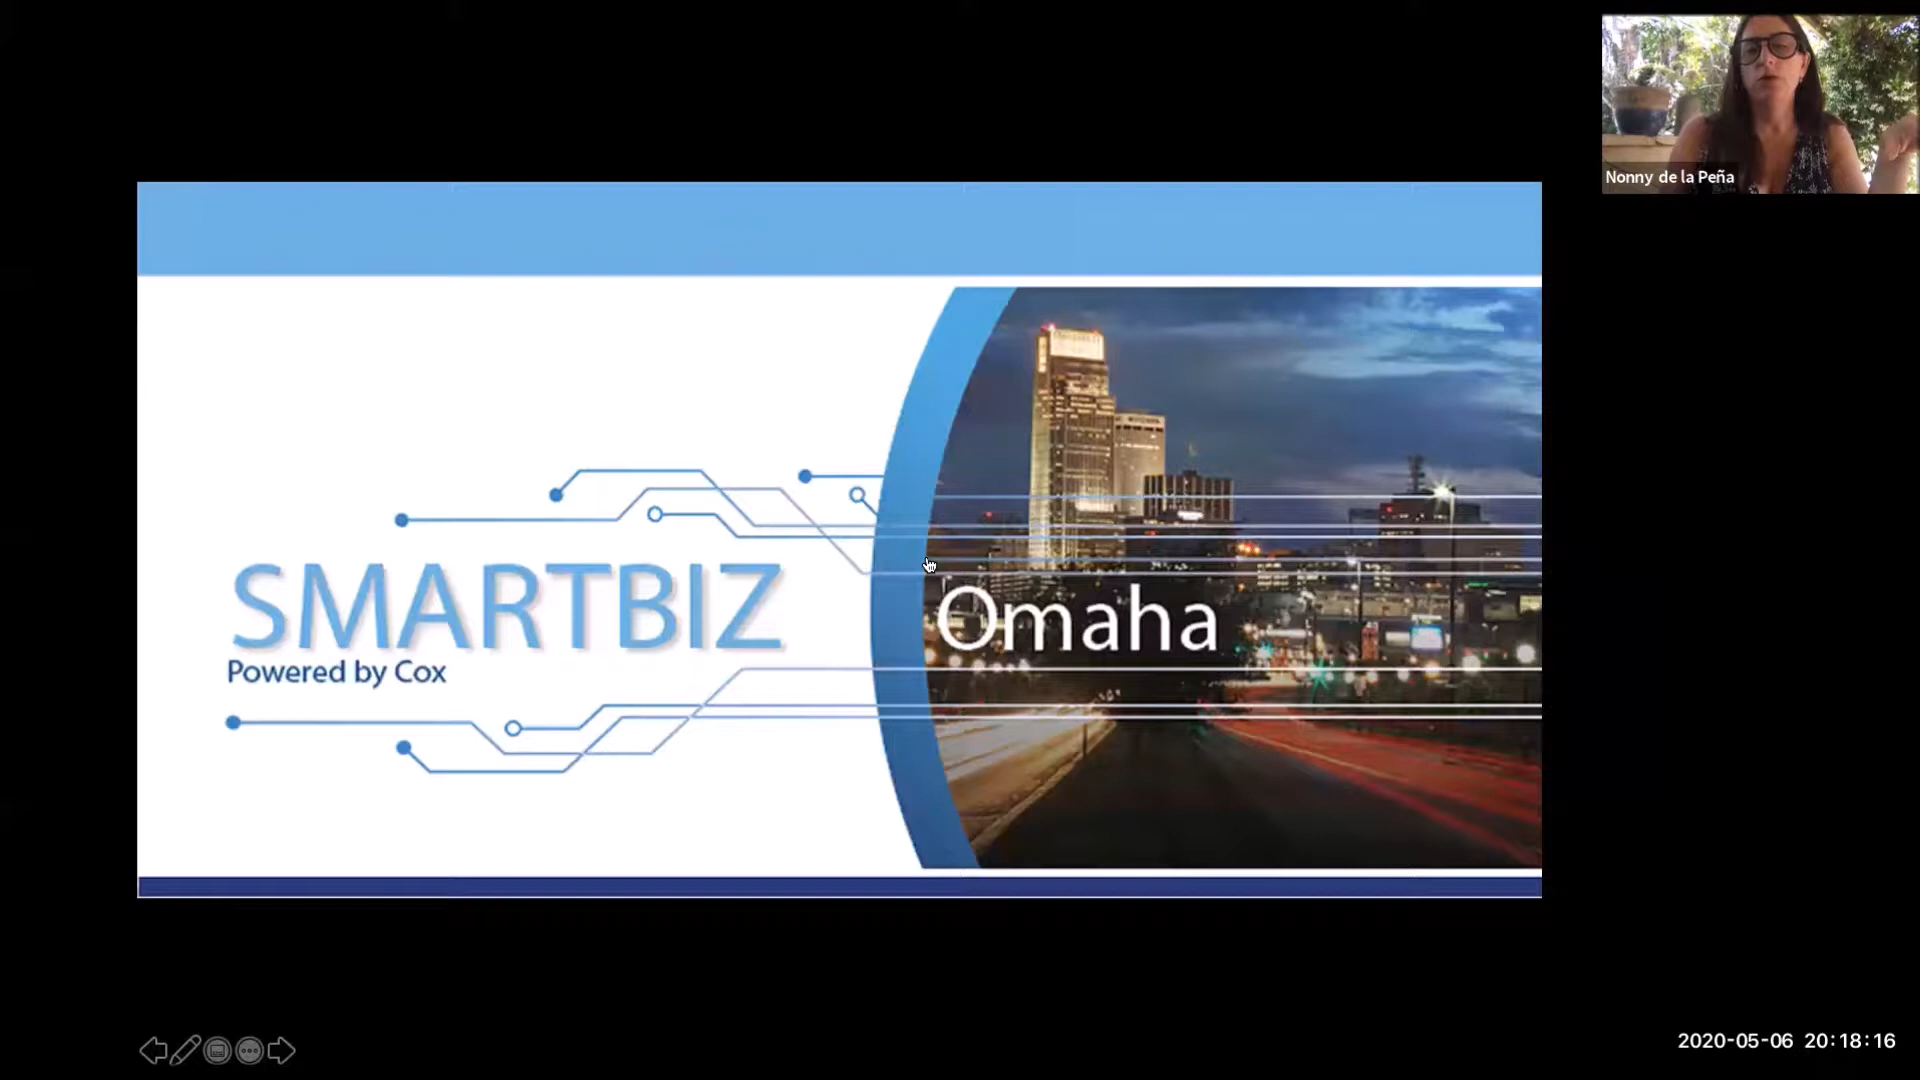 Nonny de la Peña
SMARTBIZ
Powered by Cox
Omaha
2020-05-06 20:18:16